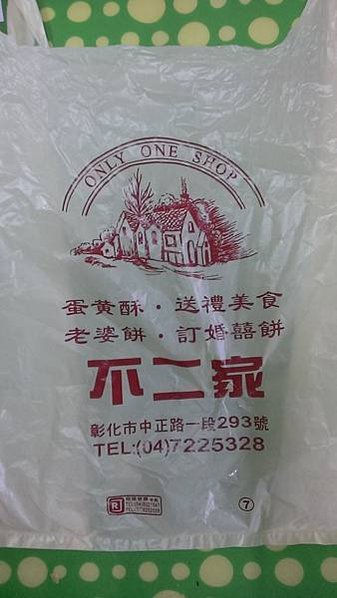 ONLY ONE SHOP
蛋黃酥·送禮美食
老婆餅·訂婚囍餅
不二家
彰化市中正路一段293號
TEL:(04)7225328
R
7